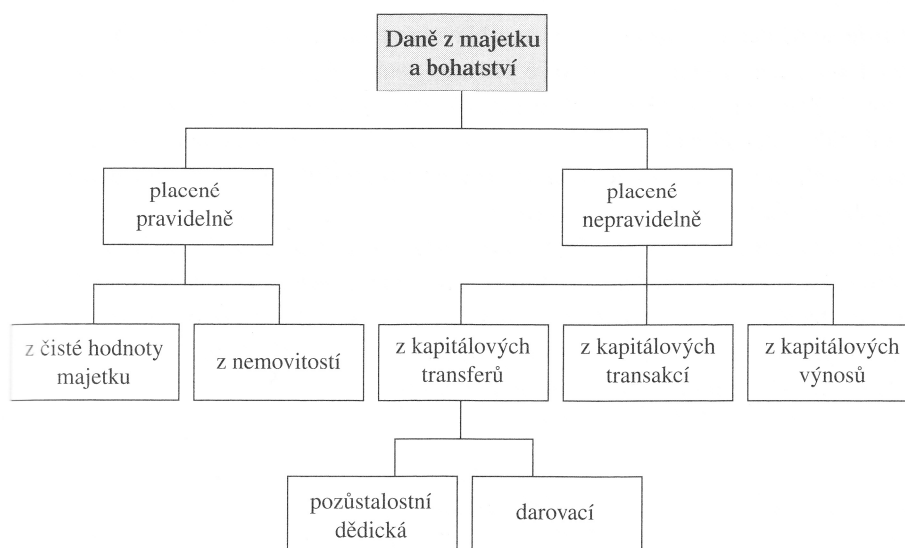 Daně z majetku
a bohatství
placené
pravidelně
placené
nepravidelně
z čisté hodnoty
majetku
z nemovitostí
z kapitálových
transferů
z kapitálových
transakcí
z kapitálových
výnosů
pozůstalostní
dědická
darovací